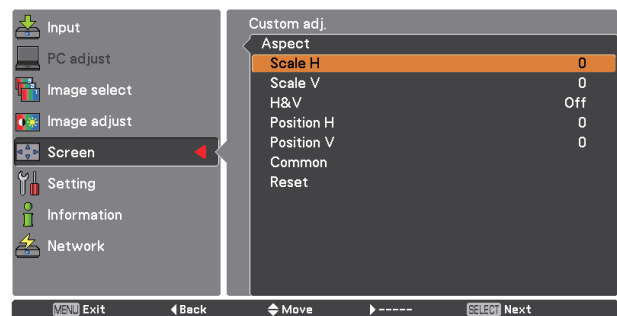 Input
PC adjust
Image select
Image adjust
Screen
Setting
Information
Network
Custom adj.
Aspect
Scale H 0
Scale V 0
H&V Off
Position H 0
Position V 0
Common
Reset
MENU Exit ◀Back Move ▶----- SELECT Next